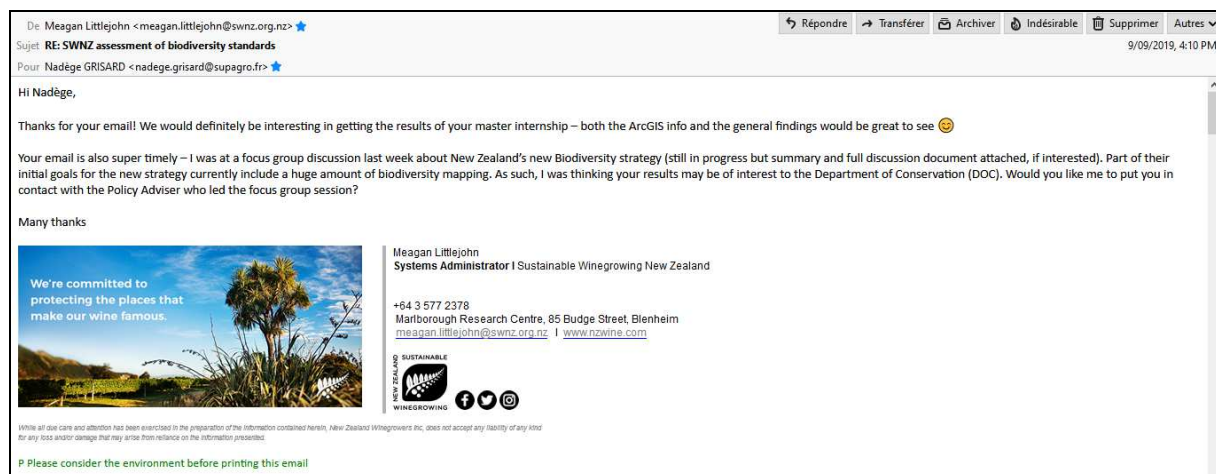 De Meagan Littlejohn <meagan.littlejohn@swnz.org.nz>
Répondre Transférer Archiver Indésirable Supprimer Autres
Sujet RE: SWNZ assessment of biodiversity standards
9/09/2019, 4:10 PM
Pour Nadège GRISARD <nadege.grisard@supagro.fr>
Hi Nadège,
Thanks for your email! We would definitely be interesting in getting the results of your master internship – both the ArcGIS info and the general findings would be great to see 😊
Your email is also super timely – I was at a focus group discussion last week about New Zealand's new Biodiversity strategy (still in progress but summary and full discussion document attached, if interested). Part of their
initial goals for the new strategy currently include a huge amount of biodiversity mapping. As such, I was thinking your results may be of interest to the Department of Conservation (DOC). Would you like me to put you in
contact with the Policy Adviser who led the focus group session?
Many thanks
We're committed to
protecting the places that
make our wine famous.
Meagan Littlejohn
Systems Administrator I Sustainable Winegrowing New Zealand
+64 3 577 2378
Marlborough Research Centre, 85 Budge Street, Blenheim
meagan.littlejohn@swnz.org.nz I www.nzwine.com
SUSTAINABLE
NEW ZEALAND
WINEGROWING
While all due care and attention has been exercised in the preparation of the information contained herein, New Zealand Winegrowers Inc, does not accept any liability of any kind
for any loss and/or damage that may arise from reliance on the information presented.
P Please consider the environment before printing this email